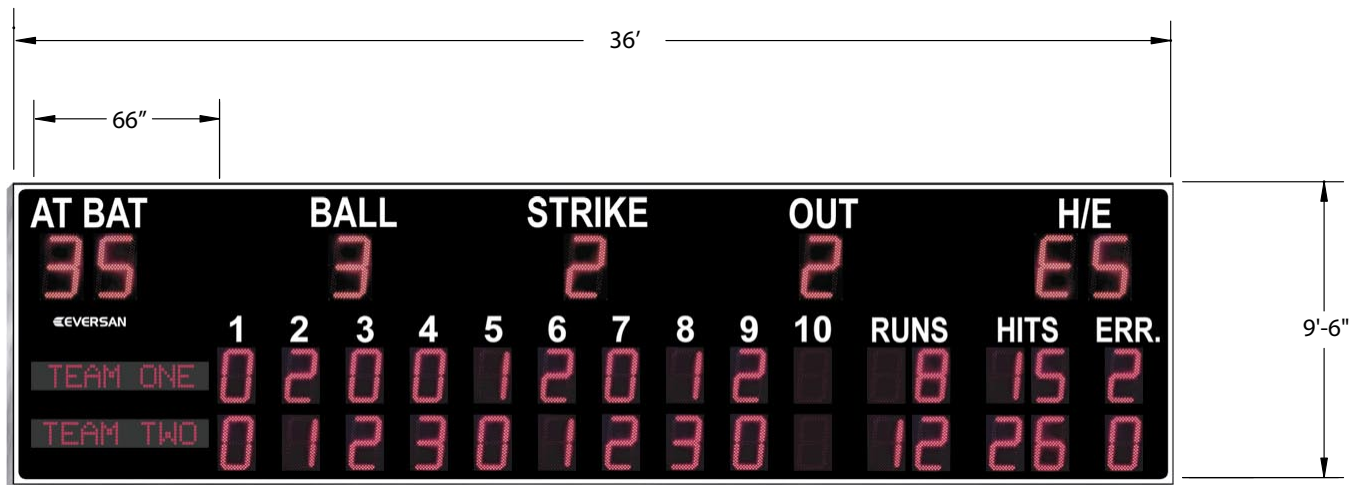 36′
66″
AT BAT BALL STRIKE OUT H/E
35 3 2 2 E5
EVERSAN 1 2 3 4 5 6 7 8 9 10 RUNS HITS ERR.
TEAM ONE 0 2 0 0 1 2 0 1 2 8 15 2
TEAM TWO 0 1 2 3 0 1 2 3 0 12 26 0
9'-6"